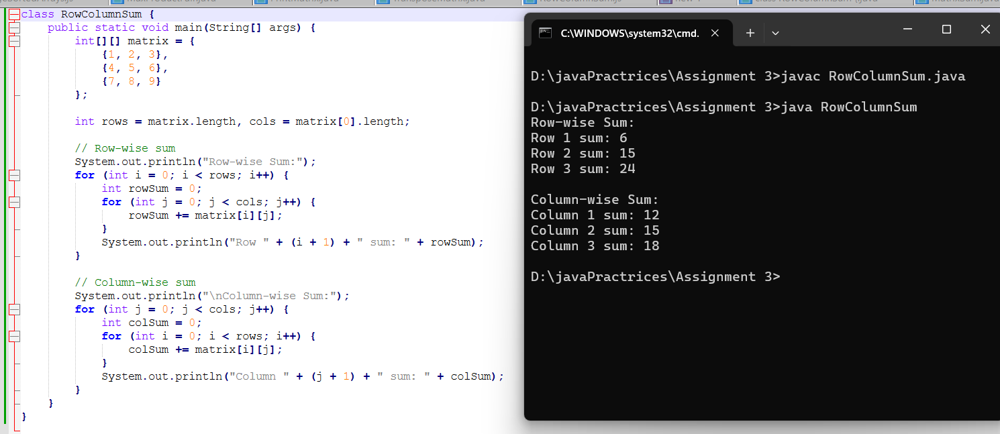 class RowColumnSum {
    public static void main(String[] args) {
        int[][] matrix = {
            {1, 2, 3},
            {4, 5, 6},
            {7, 8, 9}
        };
        int rows = matrix.length, cols = matrix[0].length;
        // Row-wise sum
        System.out.println("Row-wise Sum:");
        for (int i = 0; i < rows; i++) {
            int rowSum = 0;
            for (int j = 0; j < cols; j++) {
                rowSum += matrix[i][j];
            }
            System.out.println("Row " + (i + 1) + " sum: " + rowSum);
        }
        // Column-wise sum
        System.out.println("\nColumn-wise Sum:");
        for (int j = 0; j < cols; j++) {
            int colSum = 0;
            for (int i = 0; i < rows; i++) {
                colSum += matrix[i][j];
            }
            System.out.println("Column " + (j + 1) + " sum: " + colSum);
        }
    }
}
C:\WINDOWS\system32\cmd.
D:\javaPractrices\Assignment 3>javac RowColumnSum.java
D:\javaPractrices\Assignment 3>java RowColumnSum
Row-wise Sum:
Row 1 sum: 6
Row 2 sum: 15
Row 3 sum: 24
Column-wise Sum:
Column 1 sum: 12
Column 2 sum: 15
Column 3 sum: 18
D:\javaPractrices\Assignment 3>